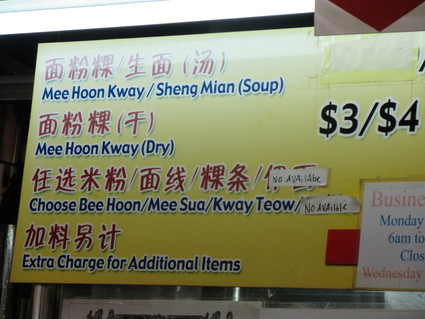 面粉粿/生面(汤)
Mee Hoon Kway / Sheng Mian (Soup)
面粉粿(干)
Mee Hoon Kway (Dry)
$3/$4
任选米粉/面线/粿条/
No AVAilAbe
Choose Bee Hoon/Mee Sua/Kway Teow/
No AVAilAble
加料另计
Extra Charge for Additional Items
Busine
Monday
6am to
Clos
Wednesday